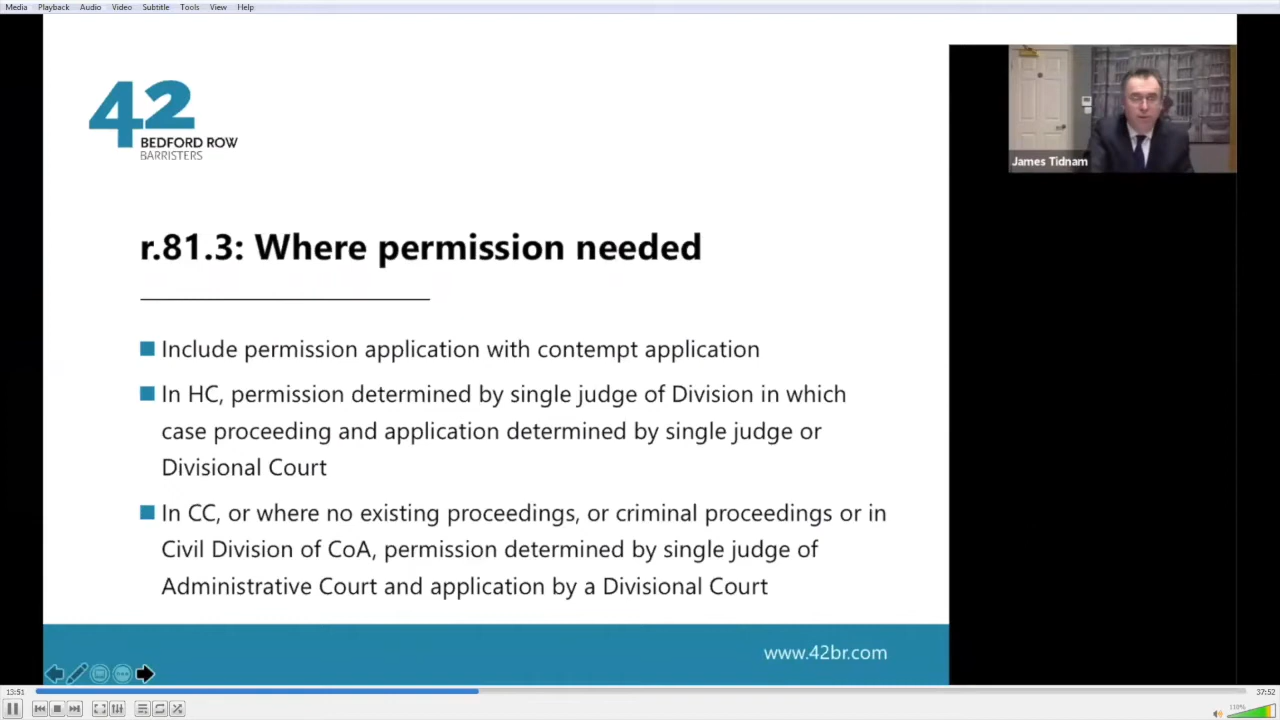 Media Playback Audio Video Subtitle Tools View Help
42
BEDFORD ROW
BARRISTERS
James Tidnam
r.81.3: Where permission needed
Include permission application with contempt application
In HC, permission determined by single judge of Division in which
case proceeding and application determined by single judge or
Divisional Court
In CC, or where no existing proceedings, or criminal proceedings or in
Civil Division of CoA, permission determined by single judge of
Administrative Court and application by a Divisional Court
www.42br.com
13:51
37:52
110%